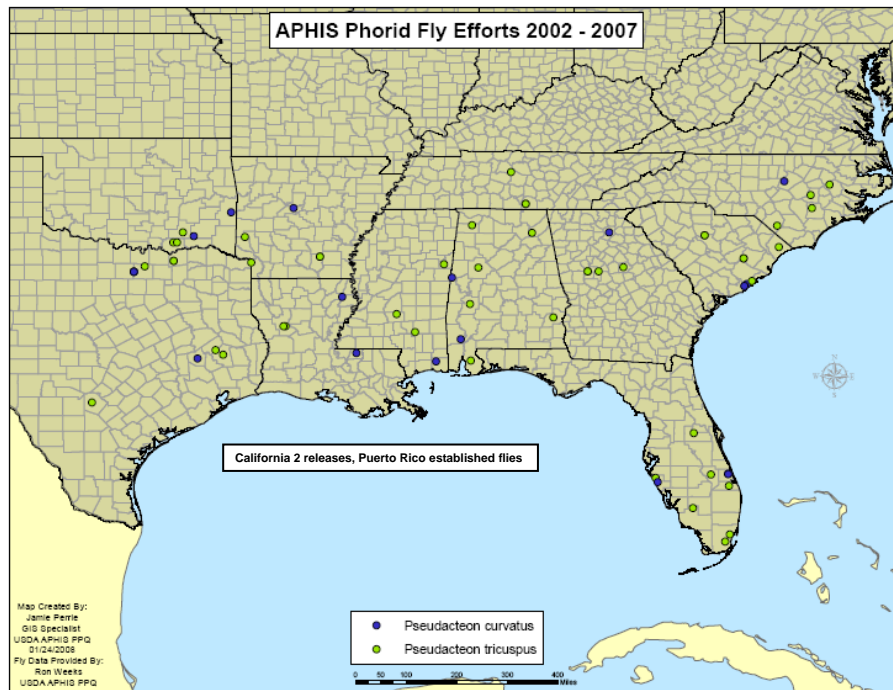 APHIS Phorid Fly Efforts 2002 - 2007
N
W
E
S
California 2 releases, Puerto Rico established flies
Map Created By:
Jamie Perrie
GIS Specialist
USDA APHIS PPQ
01/24/2008
Fly Data Provided By:
Ron Weeks
USDA APHIS PPQ
Pseudacteon curvatus
Pseudacteon tricuspus
0 50 100 200 300 400
Miles